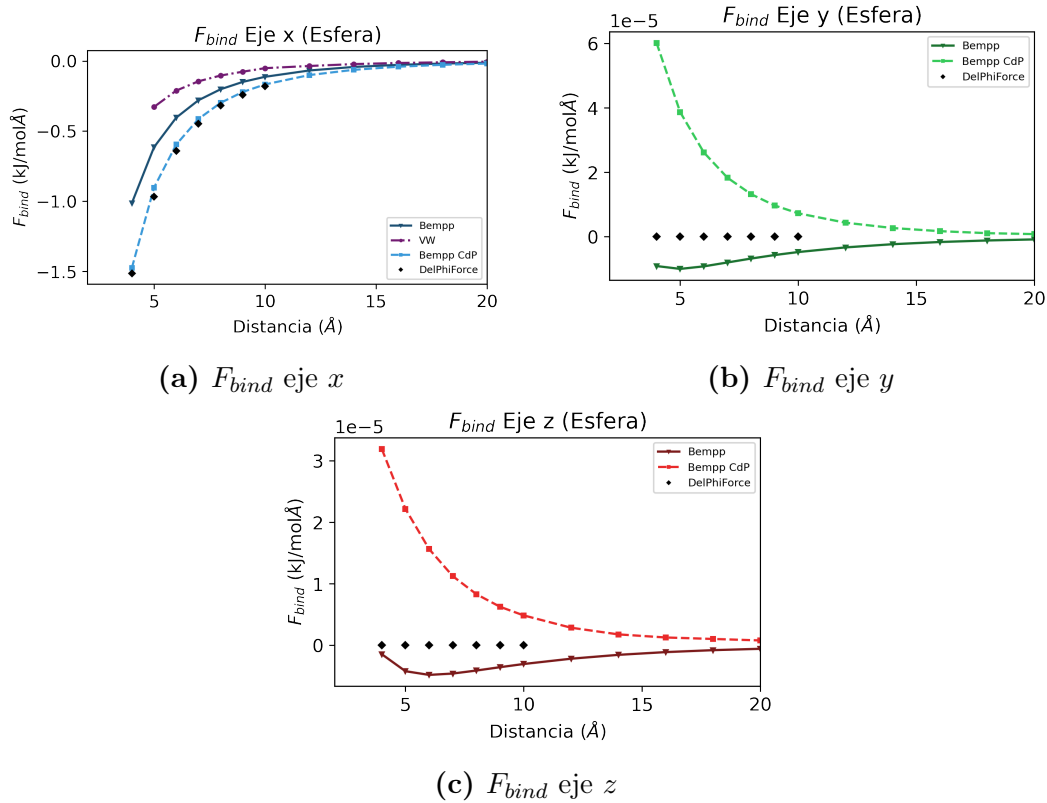 F_bind Eje x (Esfera)
0.0
−0.5
−1.0
−1.5
F_bind (kJ/molÅ)
Bempp
VW
Bempp CdP
DelPhiForce
5 10 15 20
Distancia (Å)
(a) F_bind eje x
1e−5
F_bind Eje y (Esfera)
6
4
2
0
F_bind (kJ/molÅ)
Bempp
Bempp CdP
DelPhiForce
5 10 15 20
Distancia (Å)
(b) F_bind eje y
1e−5
F_bind Eje z (Esfera)
3
2
1
0
F_bind (kJ/molÅ)
Bempp
Bempp CdP
DelPhiForce
5 10 15 20
Distancia (Å)
(c) F_bind eje z